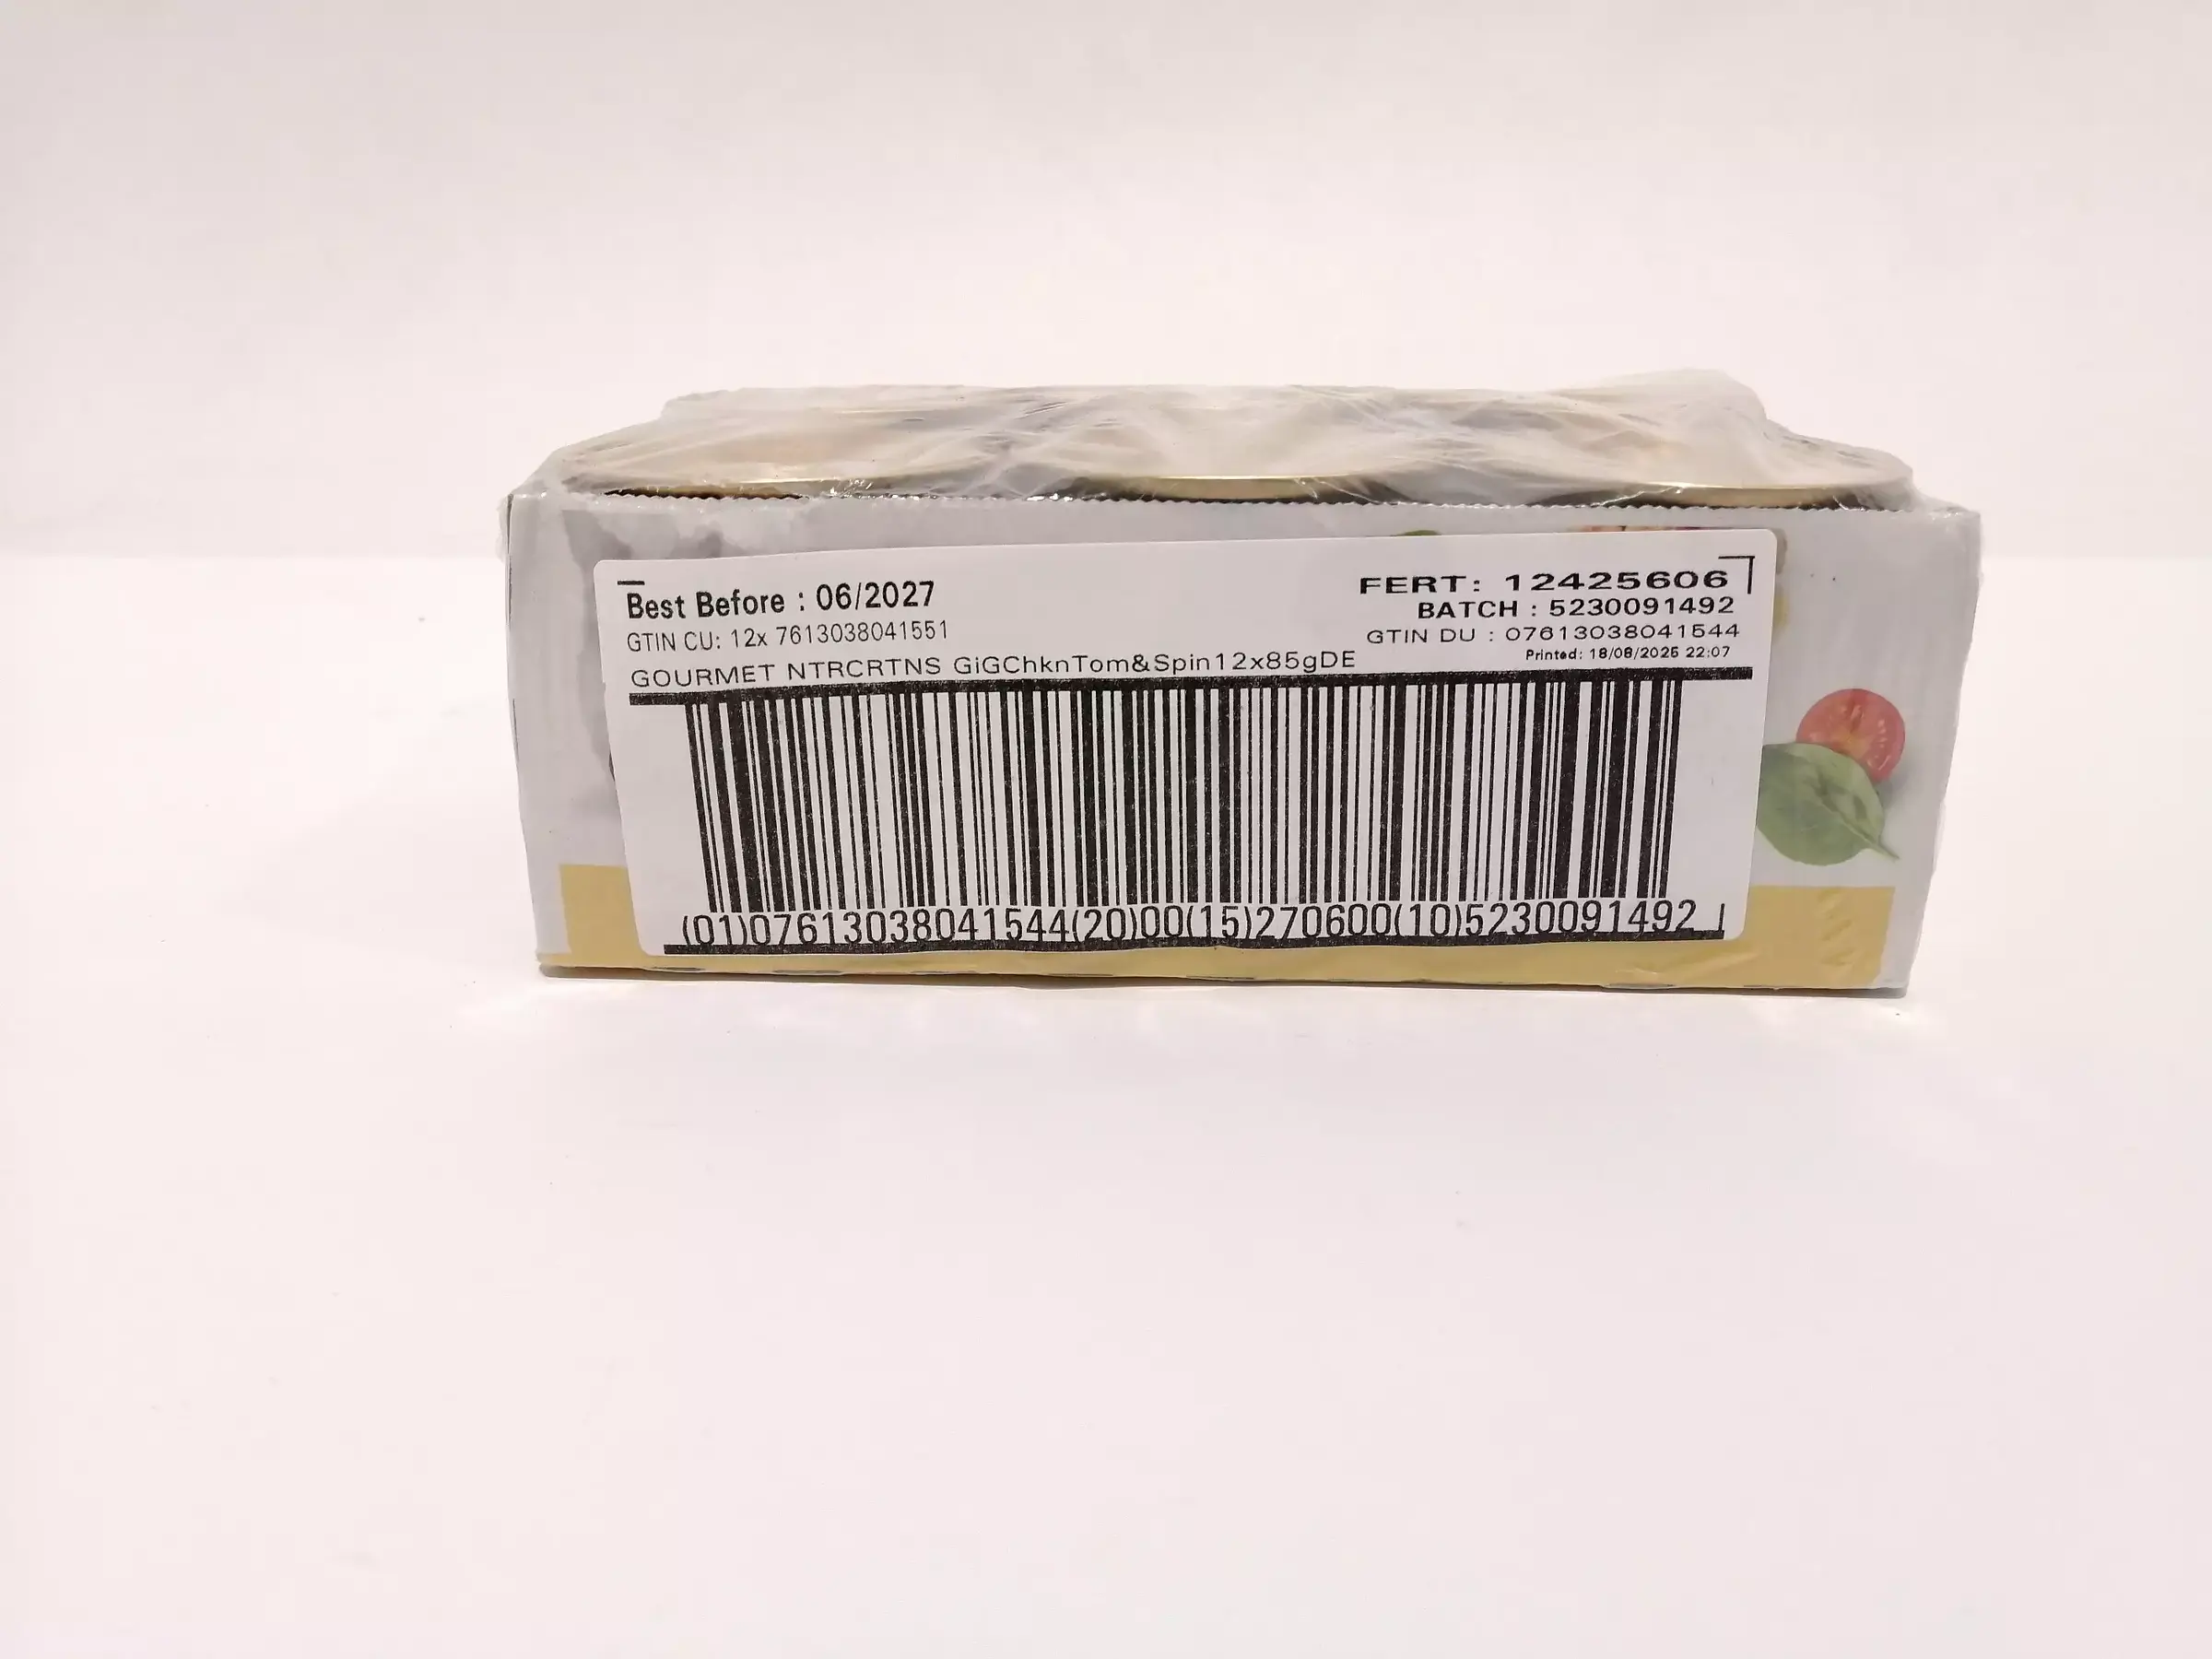 Best Before : 06/2027
FERT: 12425606
BATCH : 5230091492
GTIN CU: 12x 7613038041551
GTIN DU : 07613038041544
Printed: 18/08/2025 22:07
GOURMET NTRCRTNS GiGChknTom&Spin12x85gDE
(01)07613038041544(20)00(15)270600(10)5230091492